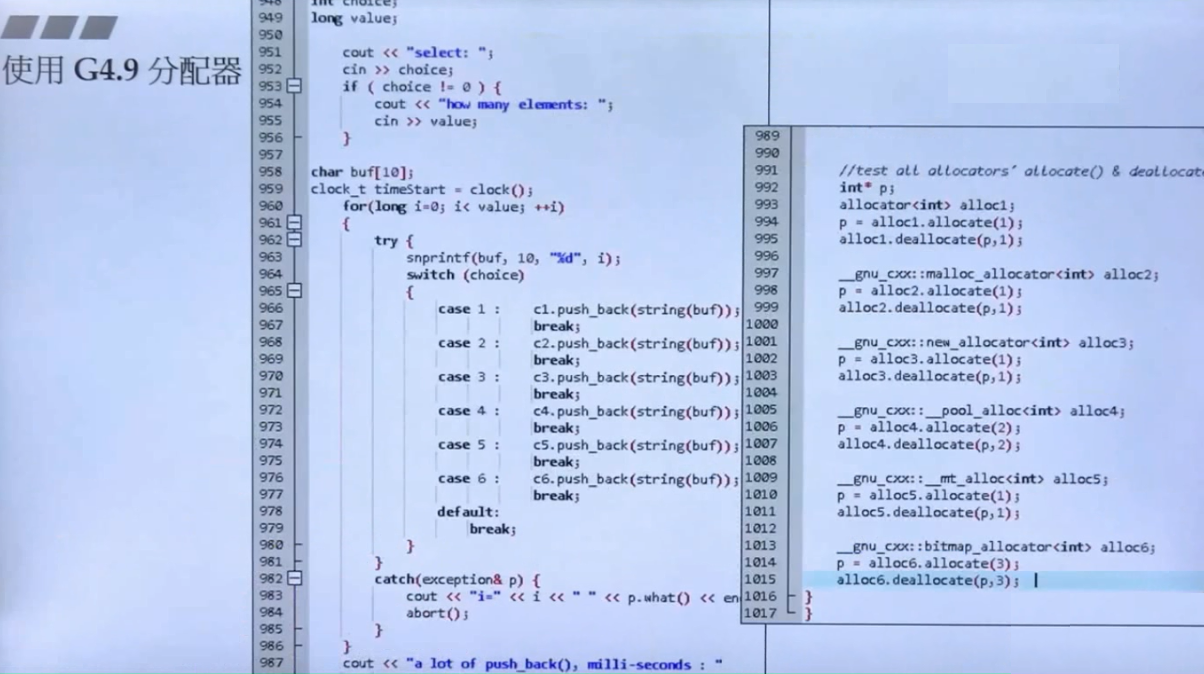 使用 G4.9 分配器
948 int choice;
949 long value;
950
951 cout << "select: ";
952 cin >> choice;
953 if ( choice != 0 ) {
954 cout << "how many elements: ";
955 cin >> value;
956 }
957
958 char buf[10];
959 clock_t timeStart = clock();
960 for(long i=0; i< value; ++i)
961 {
962 try {
963 snprintf(buf, 10, "%d", i);
964 switch (choice)
965 {
966 case 1 : c1.push_back(string(buf));
967 break;
968 case 2 : c2.push_back(string(buf));
969 break;
970 case 3 : c3.push_back(string(buf));
971 break;
972 case 4 : c4.push_back(string(buf));
973 break;
974 case 5 : c5.push_back(string(buf));
975 break;
976 case 6 : c6.push_back(string(buf));
977 break;
978 default:
979 break;
980 }
981 }
982 catch(exception& p) {
983 cout << "i=" << i << " " << p.what() << en
984 abort();
985 }
986 }
987 cout << "a lot of push_back(), milli-seconds : "
989
990
991 //test all allocators' allocate() & deallocate
992 int* p;
993 allocator<int> alloc1;
994 p = alloc1.allocate(1);
995 alloc1.deallocate(p,1);
996
997 __gnu_cxx::malloc_allocator<int> alloc2;
998 p = alloc2.allocate(1);
999 alloc2.deallocate(p,1);
1000
1001 __gnu_cxx::new_allocator<int> alloc3;
1002 p = alloc3.allocate(1);
1003 alloc3.deallocate(p,1);
1004
1005 __gnu_cxx::__pool_alloc<int> alloc4;
1006 p = alloc4.allocate(2);
1007 alloc4.deallocate(p,2);
1008
1009 __gnu_cxx::__mt_alloc<int> alloc5;
1010 p = alloc5.allocate(1);
1011 alloc5.deallocate(p,1);
1012
1013 __gnu_cxx::bitmap_allocator<int> alloc6;
1014 p = alloc6.allocate(3);
1015 alloc6.deallocate(p,3);
1016 }
1017 }